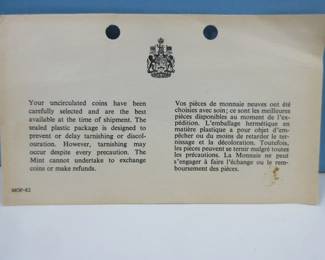 Your uncirculated coins have been
carefully selected and are the best
available at the time of shipment. The
sealed plastic package is designed to
prevent or delay tarnishing or discol-
ouration. However, tarnishing may
occur despite every precaution. The
Mint cannot undertake to exchange
coins or make refunds.
Vos pièces de monnaie neuves ont été
choisies avec soin; ce sont les meilleures
pièces disponibles au moment de l'ex-
pédition. L'emballage hermétique en
matière plastique a pour objet d'em-
pêcher ou du moins de retarder le ter-
nissage et la décoloration. Toutefois,
les pièces peuvent se ternir malgré toutes
les précautions. La Monnaie ne peut
s'engager à faire l'échange ou le rem-
boursement des pièces.